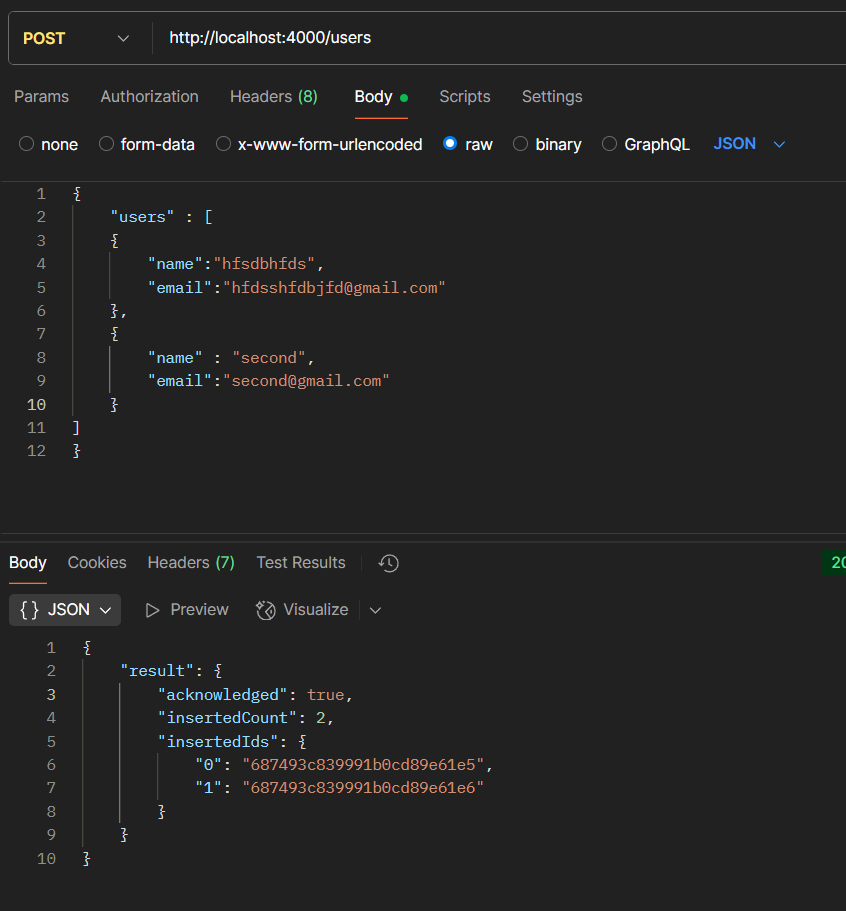 POST http://localhost:4000/users
Params Authorization Headers (8) Body Scripts Settings
none form-data x-www-form-urlencoded raw binary GraphQL JSON
1 {
2 "users" : [
3 {
4 "name":"hfsdbhfds",
5 "email":"hfdsshfdbjfd@gmail.com"
6 },
7 {
8 "name" : "second",
9 "email":"second@gmail.com"
10 }
11 ]
12 }
Body Cookies Headers (7) Test Results 20
{} JSON Preview Visualize
1 {
2 "result": {
3 "acknowledged": true,
4 "insertedCount": 2,
5 "insertedIds": {
6 "0": "687493c839991b0cd89e61e5",
7 "1": "687493c839991b0cd89e61e6"
8 }
9 }
10 }